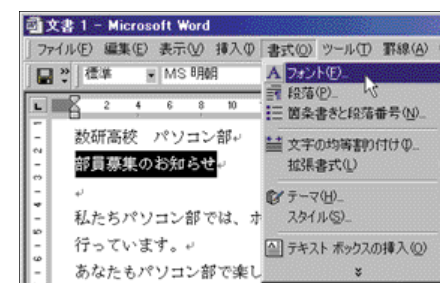 文書 1 - Microsoft Word
ファイル(F) 編集(E) 表示(V) 挿入(I) 書式(O) ツール(T) 罫線(A)
標準 MS 明朝
フォント(F)...
段落(P)...
箇条書きと段落番号(N)...
文字の均等割り付け(I)...
拡張書式(L)
テーマ(H)...
スタイル(S)...
テキスト ボックスの挿入(O)
L 2 4 6 8 10
数研高校 パソコン部
部員募集のお知らせ
私たちパソコン部では、ホ
行っています。
あなたもパソコン部で楽し